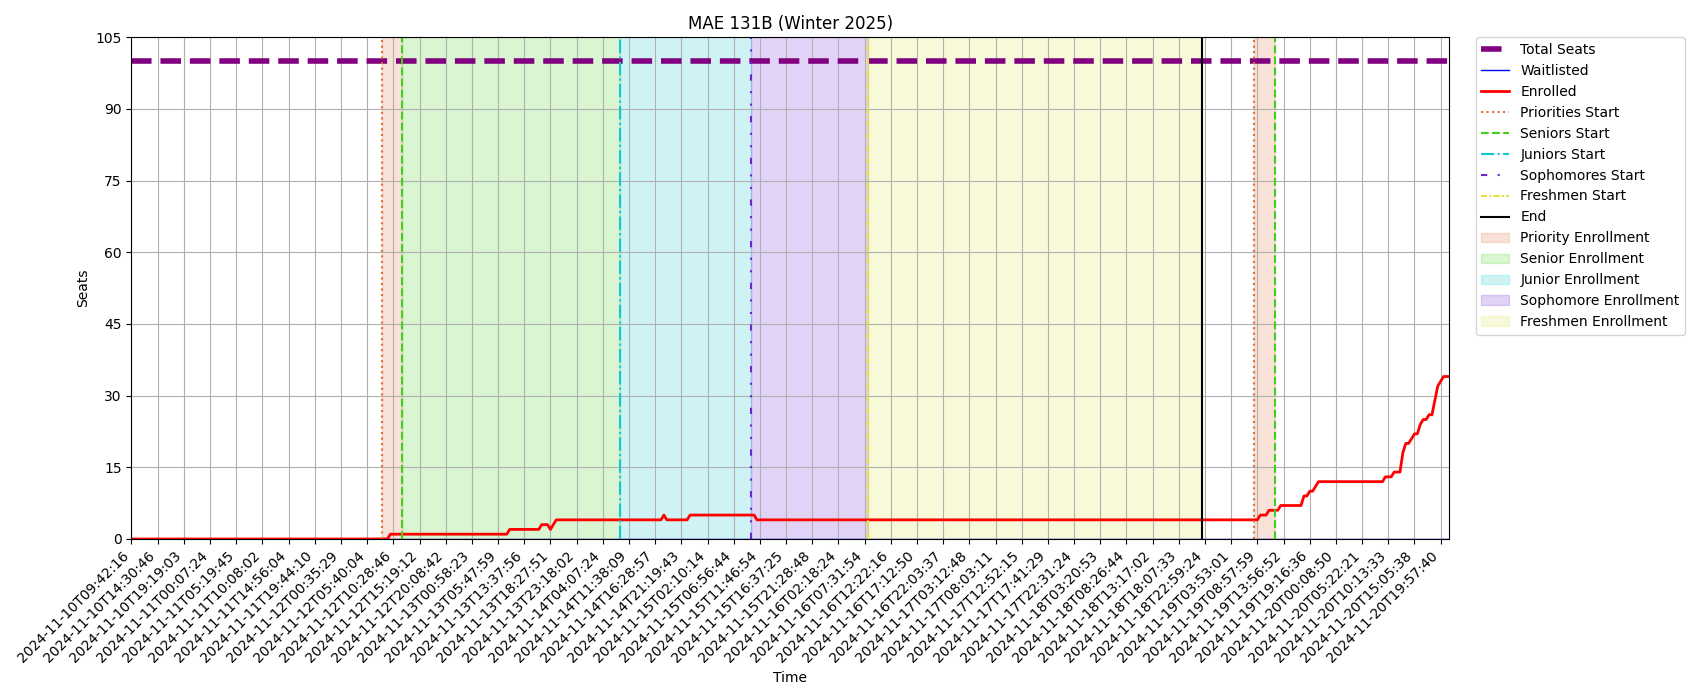 MAE 131B (Winter 2025)
Seats
105
90
75
60
45
30
15
0
2024-11-10T09:42:16
2024-11-10T14:30:46
2024-11-10T19:19:03
2024-11-11T00:07:24
2024-11-11T05:19:45
2024-11-11T10:08:02
2024-11-11T14:56:04
2024-11-11T19:44:10
2024-11-12T00:35:29
2024-11-12T05:40:04
2024-11-12T10:28:46
2024-11-12T15:19:12
2024-11-12T20:08:42
2024-11-13T00:58:23
2024-11-13T05:47:59
2024-11-13T13:37:56
2024-11-13T18:27:51
2024-11-13T23:18:02
2024-11-14T04:07:24
2024-11-14T11:38:09
2024-11-14T16:28:57
2024-11-14T21:19:43
2024-11-15T02:10:14
2024-11-15T06:56:44
2024-11-15T11:46:54
2024-11-15T16:37:25
2024-11-15T21:28:48
2024-11-16T02:18:24
2024-11-16T07:31:54
2024-11-16T12:22:16
2024-11-16T17:12:50
2024-11-16T22:03:37
2024-11-17T03:12:48
2024-11-17T08:03:11
2024-11-17T12:52:15
2024-11-17T17:41:29
2024-11-17T22:31:24
2024-11-18T03:20:53
2024-11-18T08:26:44
2024-11-18T13:17:02
2024-11-18T18:07:33
2024-11-18T22:59:24
2024-11-19T03:53:01
2024-11-19T08:57:59
2024-11-19T13:56:52
2024-11-19T19:16:36
2024-11-20T00:08:50
2024-11-20T05:22:21
2024-11-20T10:13:33
2024-11-20T15:05:38
2024-11-20T19:57:40
Time
Total Seats
Waitlisted
Enrolled
Priorities Start
Seniors Start
Juniors Start
Sophomores Start
Freshmen Start
End
Priority Enrollment
Senior Enrollment
Junior Enrollment
Sophomore Enrollment
Freshmen Enrollment